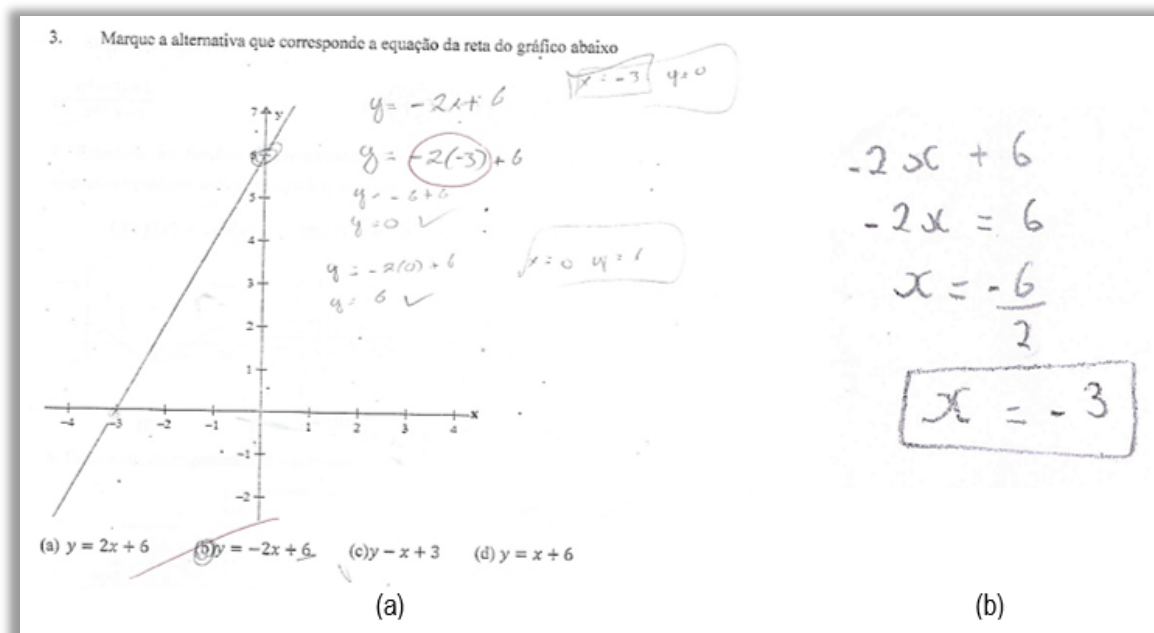 3. Marque a alternativa que corresponde a equação da reta do gráfico abaixo
x = -3 y = 0
y = -2x + 6
y = -2(-3) + 6
y = -6 + 6
y = 0 ✓
y = -2(0) + 6
y = 6 ✓
x = 0 y = 6
7 y
6
5
4
3
2
1
-4 -3 -2 -1 1 2 3 4 x
-1
-2
(a) y = 2x + 6 (b) y = -2x + 6 (c) y - x + 3 (d) y = x + 6
(a)
-2x + 6
-2x = 6
x = -6
2
x = -3
(b)